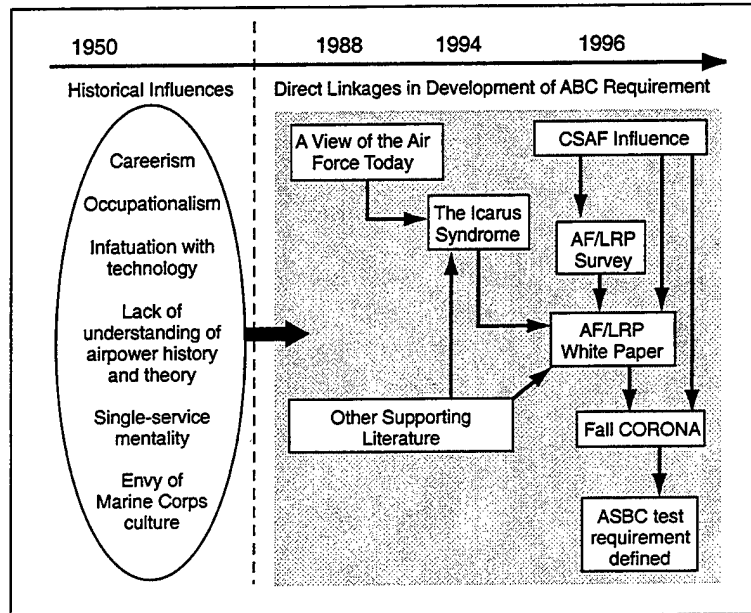 1950
1988
1994
1996
Historical Influences
Direct Linkages in Development of ABC Requirement
Careerism
Occupationalism
Infatuation with
technology
Lack of
understanding of
airpower history
and theory
Single-service
mentality
Envy of
Marine Corps
culture
A View of the Air
Force Today
The Icarus
Syndrome
Other Supporting
Literature
CSAF Influence
AF/LRP
Survey
AF/LRP
White Paper
Fall CORONA
ASBC test
requirement
defined